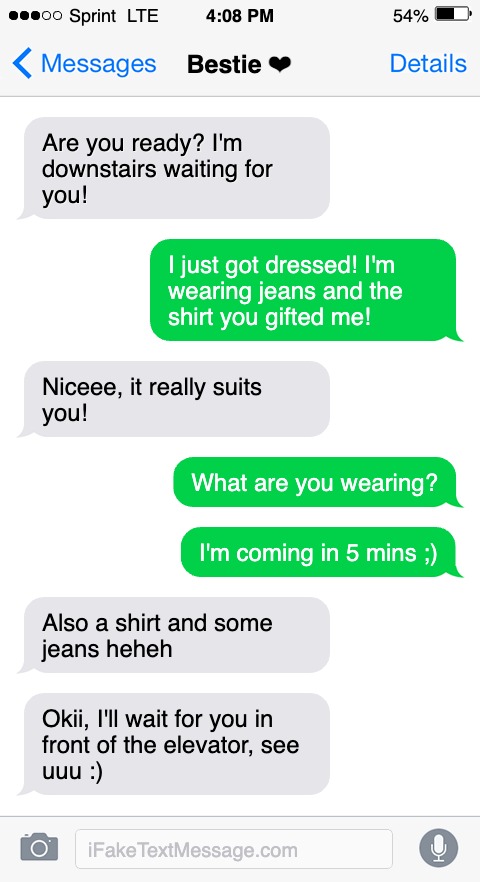 Sprint LTE 4:08 PM 54%
Messages Bestie ❤ Details
Are you ready? I'm
downstairs waiting for
you!
I just got dressed! I'm
wearing jeans and the
shirt you gifted me!
Niceee, it really suits
you!
What are you wearing?
I'm coming in 5 mins ;)
Also a shirt and some
jeans heheh
Okii, I'll wait for you in
front of the elevator, see
uuu :)
iFakeTextMessage.com